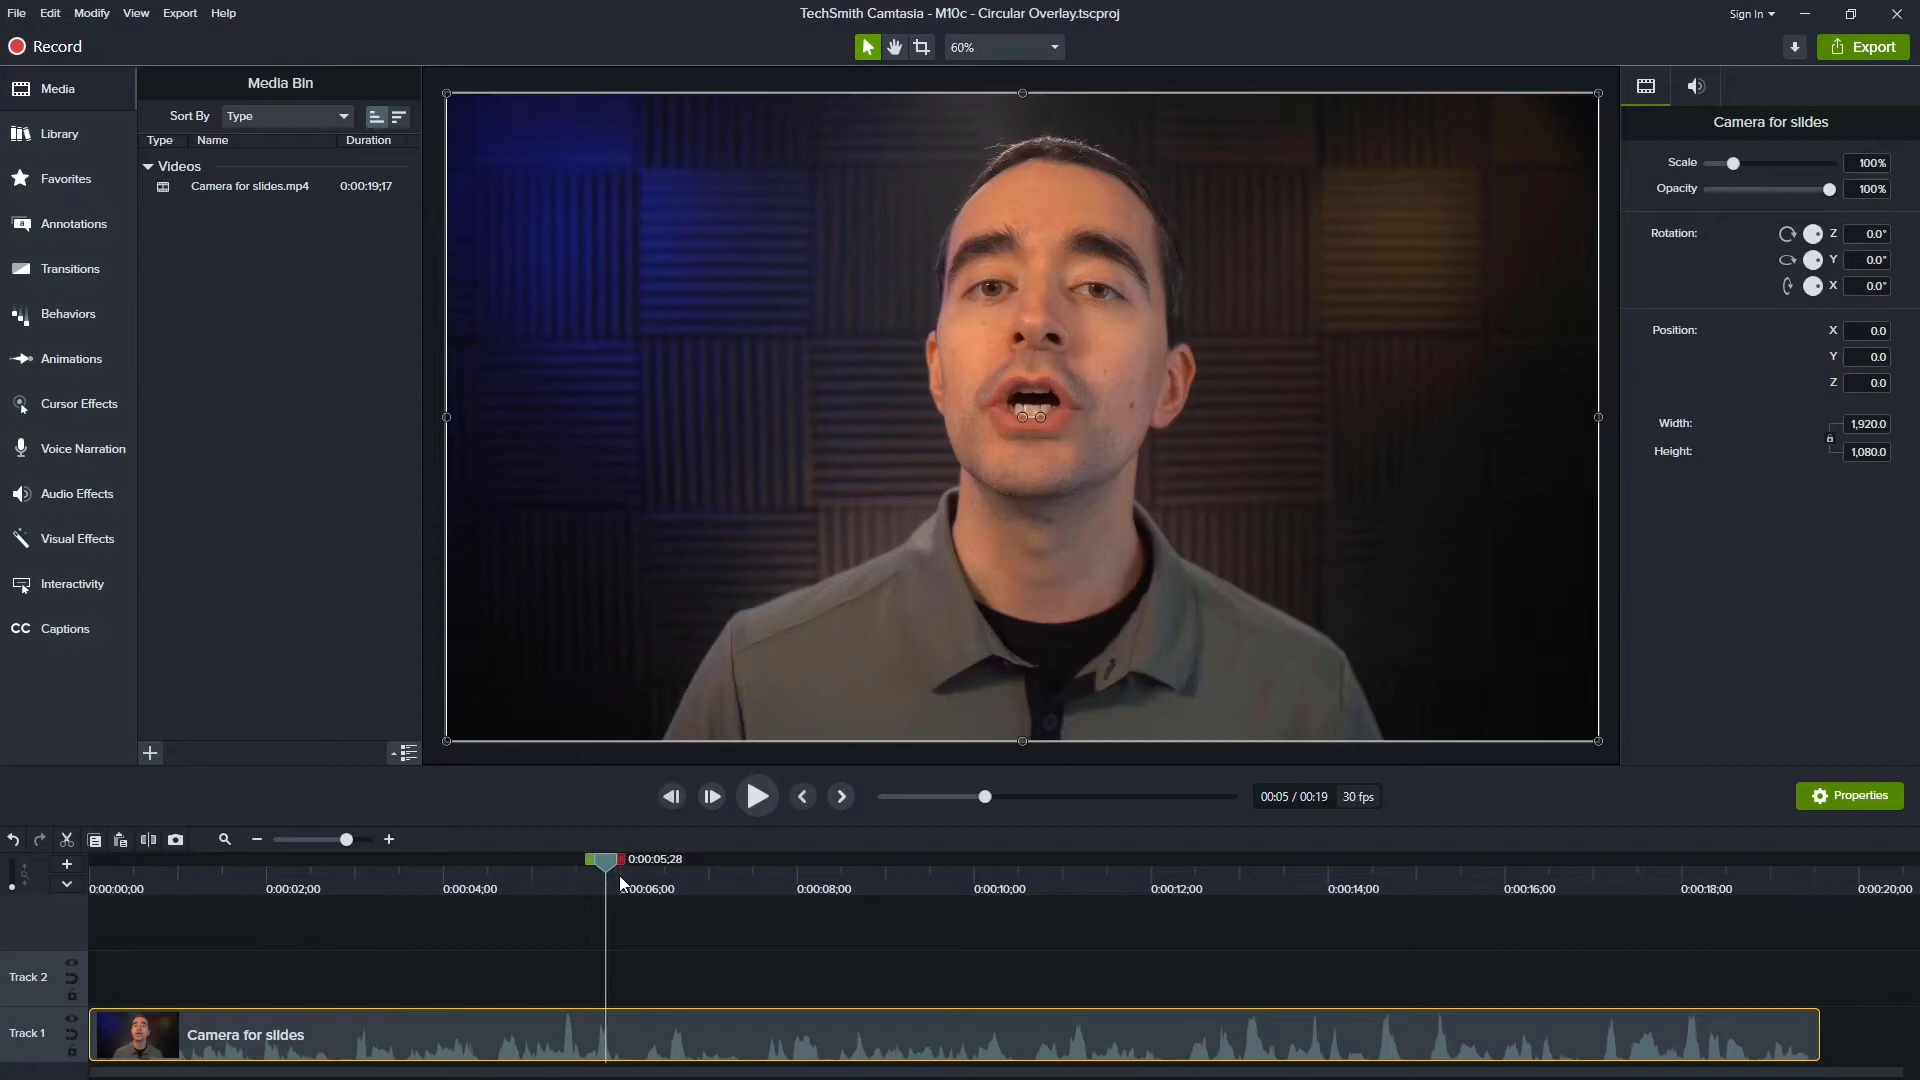 File Edit Modify View Export Help
TechSmith Camtasia - M10c - Circular Overlay.tscproj
Sign In
Record
60%
Export
Media
Library
Favorites
Annotations
Transitions
Behaviors
Animations
Cursor Effects
Voice Narration
Audio Effects
Visual Effects
Interactivity
CC Captions
Media Bin
Sort By Type
Type Name Duration
Videos
Camera for slides.mp4 0:00:19;17
Camera for slides
Scale 100%
Opacity 100%
Rotation: Z 0.0°
Y 0.0°
X 0.0°
Position: X 0.0
Y 0.0
Z 0.0
Width: 1,920.0
Height: 1,080.0
00:05 / 00:19 30 fps
Properties
0:00:05;28
0:00:00;00 0:00:02;00 0:00:04;00 0:00:06;00 0:00:08;00 0:00:10;00 0:00:12;00 0:00:14;00 0:00:16;00 0:00:18;00 0:00:20;00
Track 2
Track 1
Camera for slides